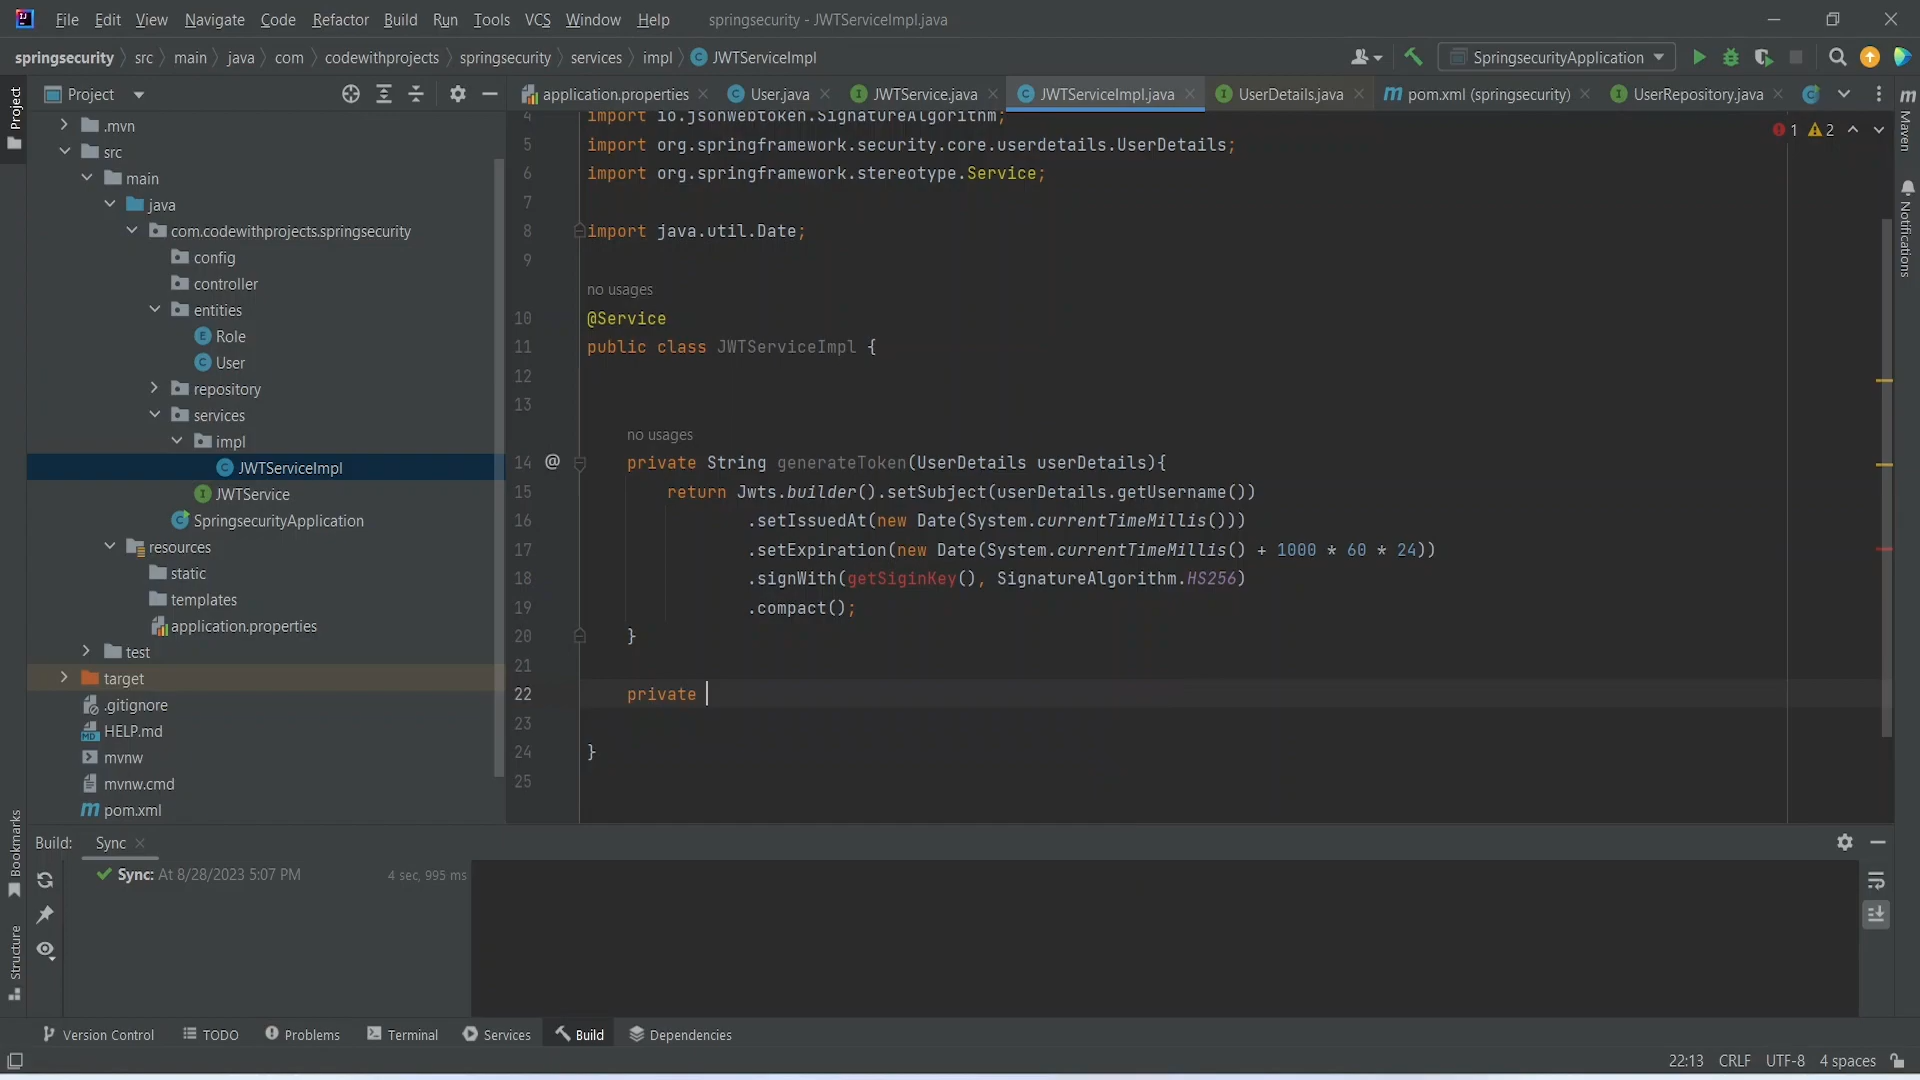 File Edit View Navigate Code Refactor Build Run Tools VCS Window Help springsecurity - JWTServiceImpl.java
springsecurity src main java com codewithprojects springsecurity services impl JWTServiceImpl SpringsecurityApplication
Project application.properties User.java JWTService.java JWTServiceImpl.java UserDetails.java pom.xml (springsecurity) UserRepository.java
Project
Bookmarks
Structure
Maven
Notifications
.mvn
src
main
java
com.codewithprojects.springsecurity
config
controller
entities
Role
User
repository
services
impl
JWTServiceImpl
JWTService
SpringsecurityApplication
resources
static
templates
application.properties
test
target
.gitignore
HELP.md
mvnw
mvnw.cmd
pom.xml
1 2
4 import io.jsonwebtoken.SignatureAlgorithm;
5 import org.springframework.security.core.userdetails.UserDetails;
6 import org.springframework.stereotype.Service;
7
8 import java.util.Date;
9
no usages
10 @Service
11 public class JWTServiceImpl {
12
13
no usages
14 @ private String generateToken(UserDetails userDetails){
15 return Jwts.builder().setSubject(userDetails.getUsername())
16 .setIssuedAt(new Date(System.currentTimeMillis()))
17 .setExpiration(new Date(System.currentTimeMillis() + 1000 * 60 * 24))
18 .signWith(getSiginKey(), SignatureAlgorithm.HS256)
19 .compact();
20 }
21
22 private
23
24 }
25
Build: Sync
Sync: At 8/28/2023 5:07 PM 4 sec, 995 ms
Version Control TODO Problems Terminal Services Build Dependencies
22:13 CRLF UTF-8 4 spaces